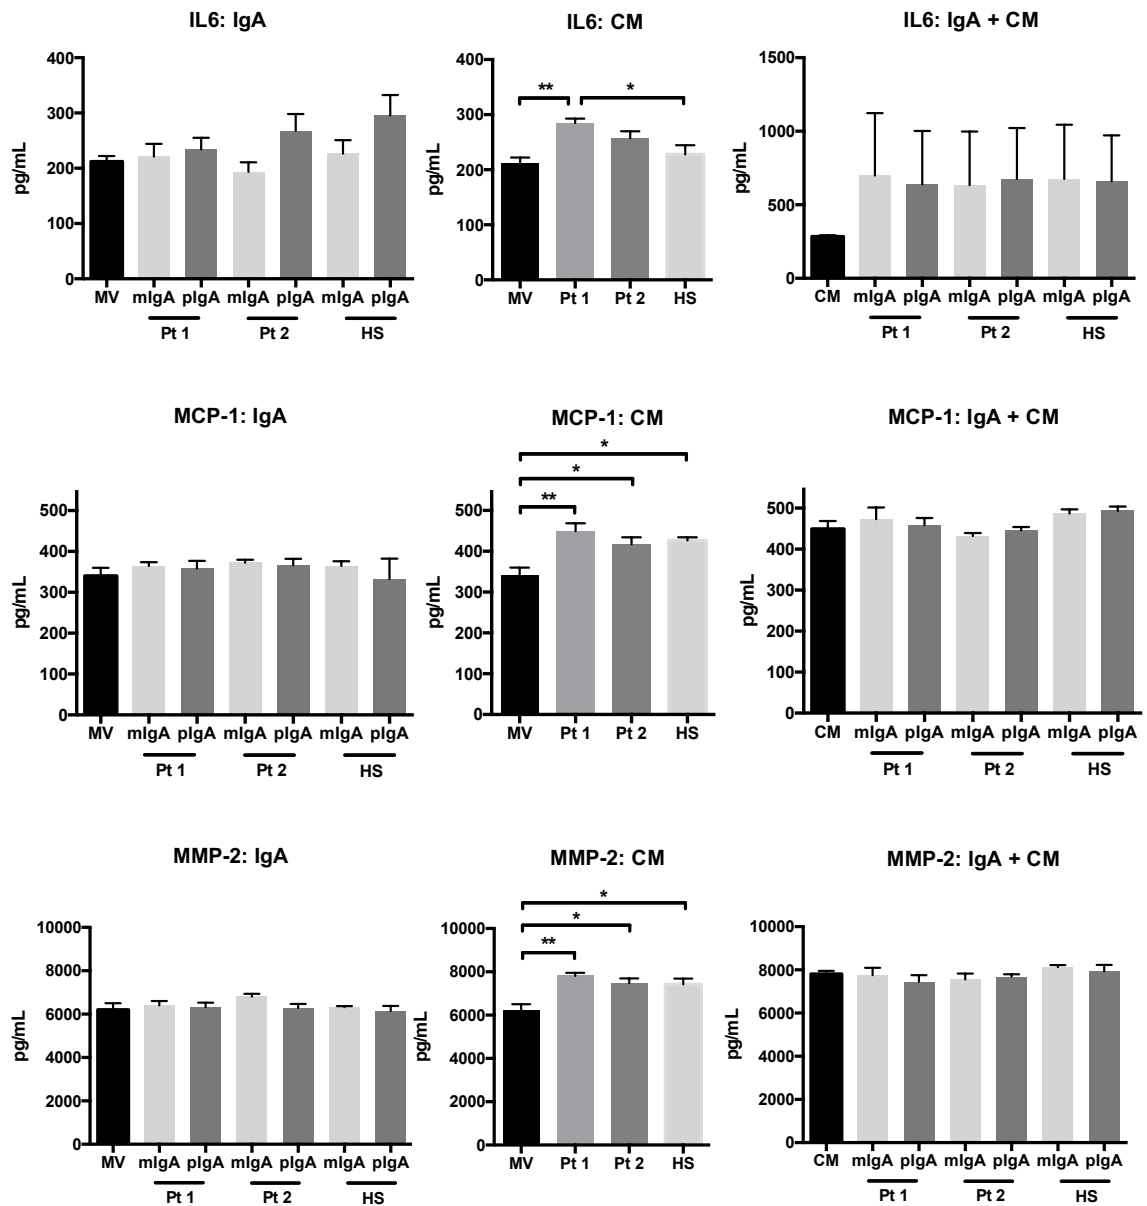 IL6: IgA
400
300
200
100
0
pg/mL
MV mIgA pIgA mIgA pIgA mIgA pIgA
Pt 1 Pt 2 HS
IL6: CM
400
300
200
100
0
pg/mL
** *
MV Pt 1 Pt 2 HS
IL6: IgA + CM
1500
1000
500
0
pg/mL
CM mIgA pIgA mIgA pIgA mIgA pIgA
Pt 1 Pt 2 HS
MCP-1: IgA
500
400
300
200
100
0
pg/mL
MV mIgA pIgA mIgA pIgA mIgA pIgA
Pt 1 Pt 2 HS
MCP-1: CM
*
*
**
500
400
300
200
100
0
pg/mL
MV Pt 1 Pt 2 HS
MCP-1: IgA + CM
500
400
300
200
100
0
pg/mL
CM mIgA pIgA mIgA pIgA mIgA pIgA
Pt 1 Pt 2 HS
MMP-2: IgA
10000
8000
6000
4000
2000
0
pg/mL
MV mIgA pIgA mIgA pIgA mIgA pIgA
Pt 1 Pt 2 HS
MMP-2: CM
*
*
**
10000
8000
6000
4000
2000
0
pg/mL
MV Pt 1 Pt 2 HS
MMP-2: IgA + CM
10000
8000
6000
4000
2000
0
pg/mL
CM mIgA pIgA mIgA pIgA mIgA pIgA
Pt 1 Pt 2 HS